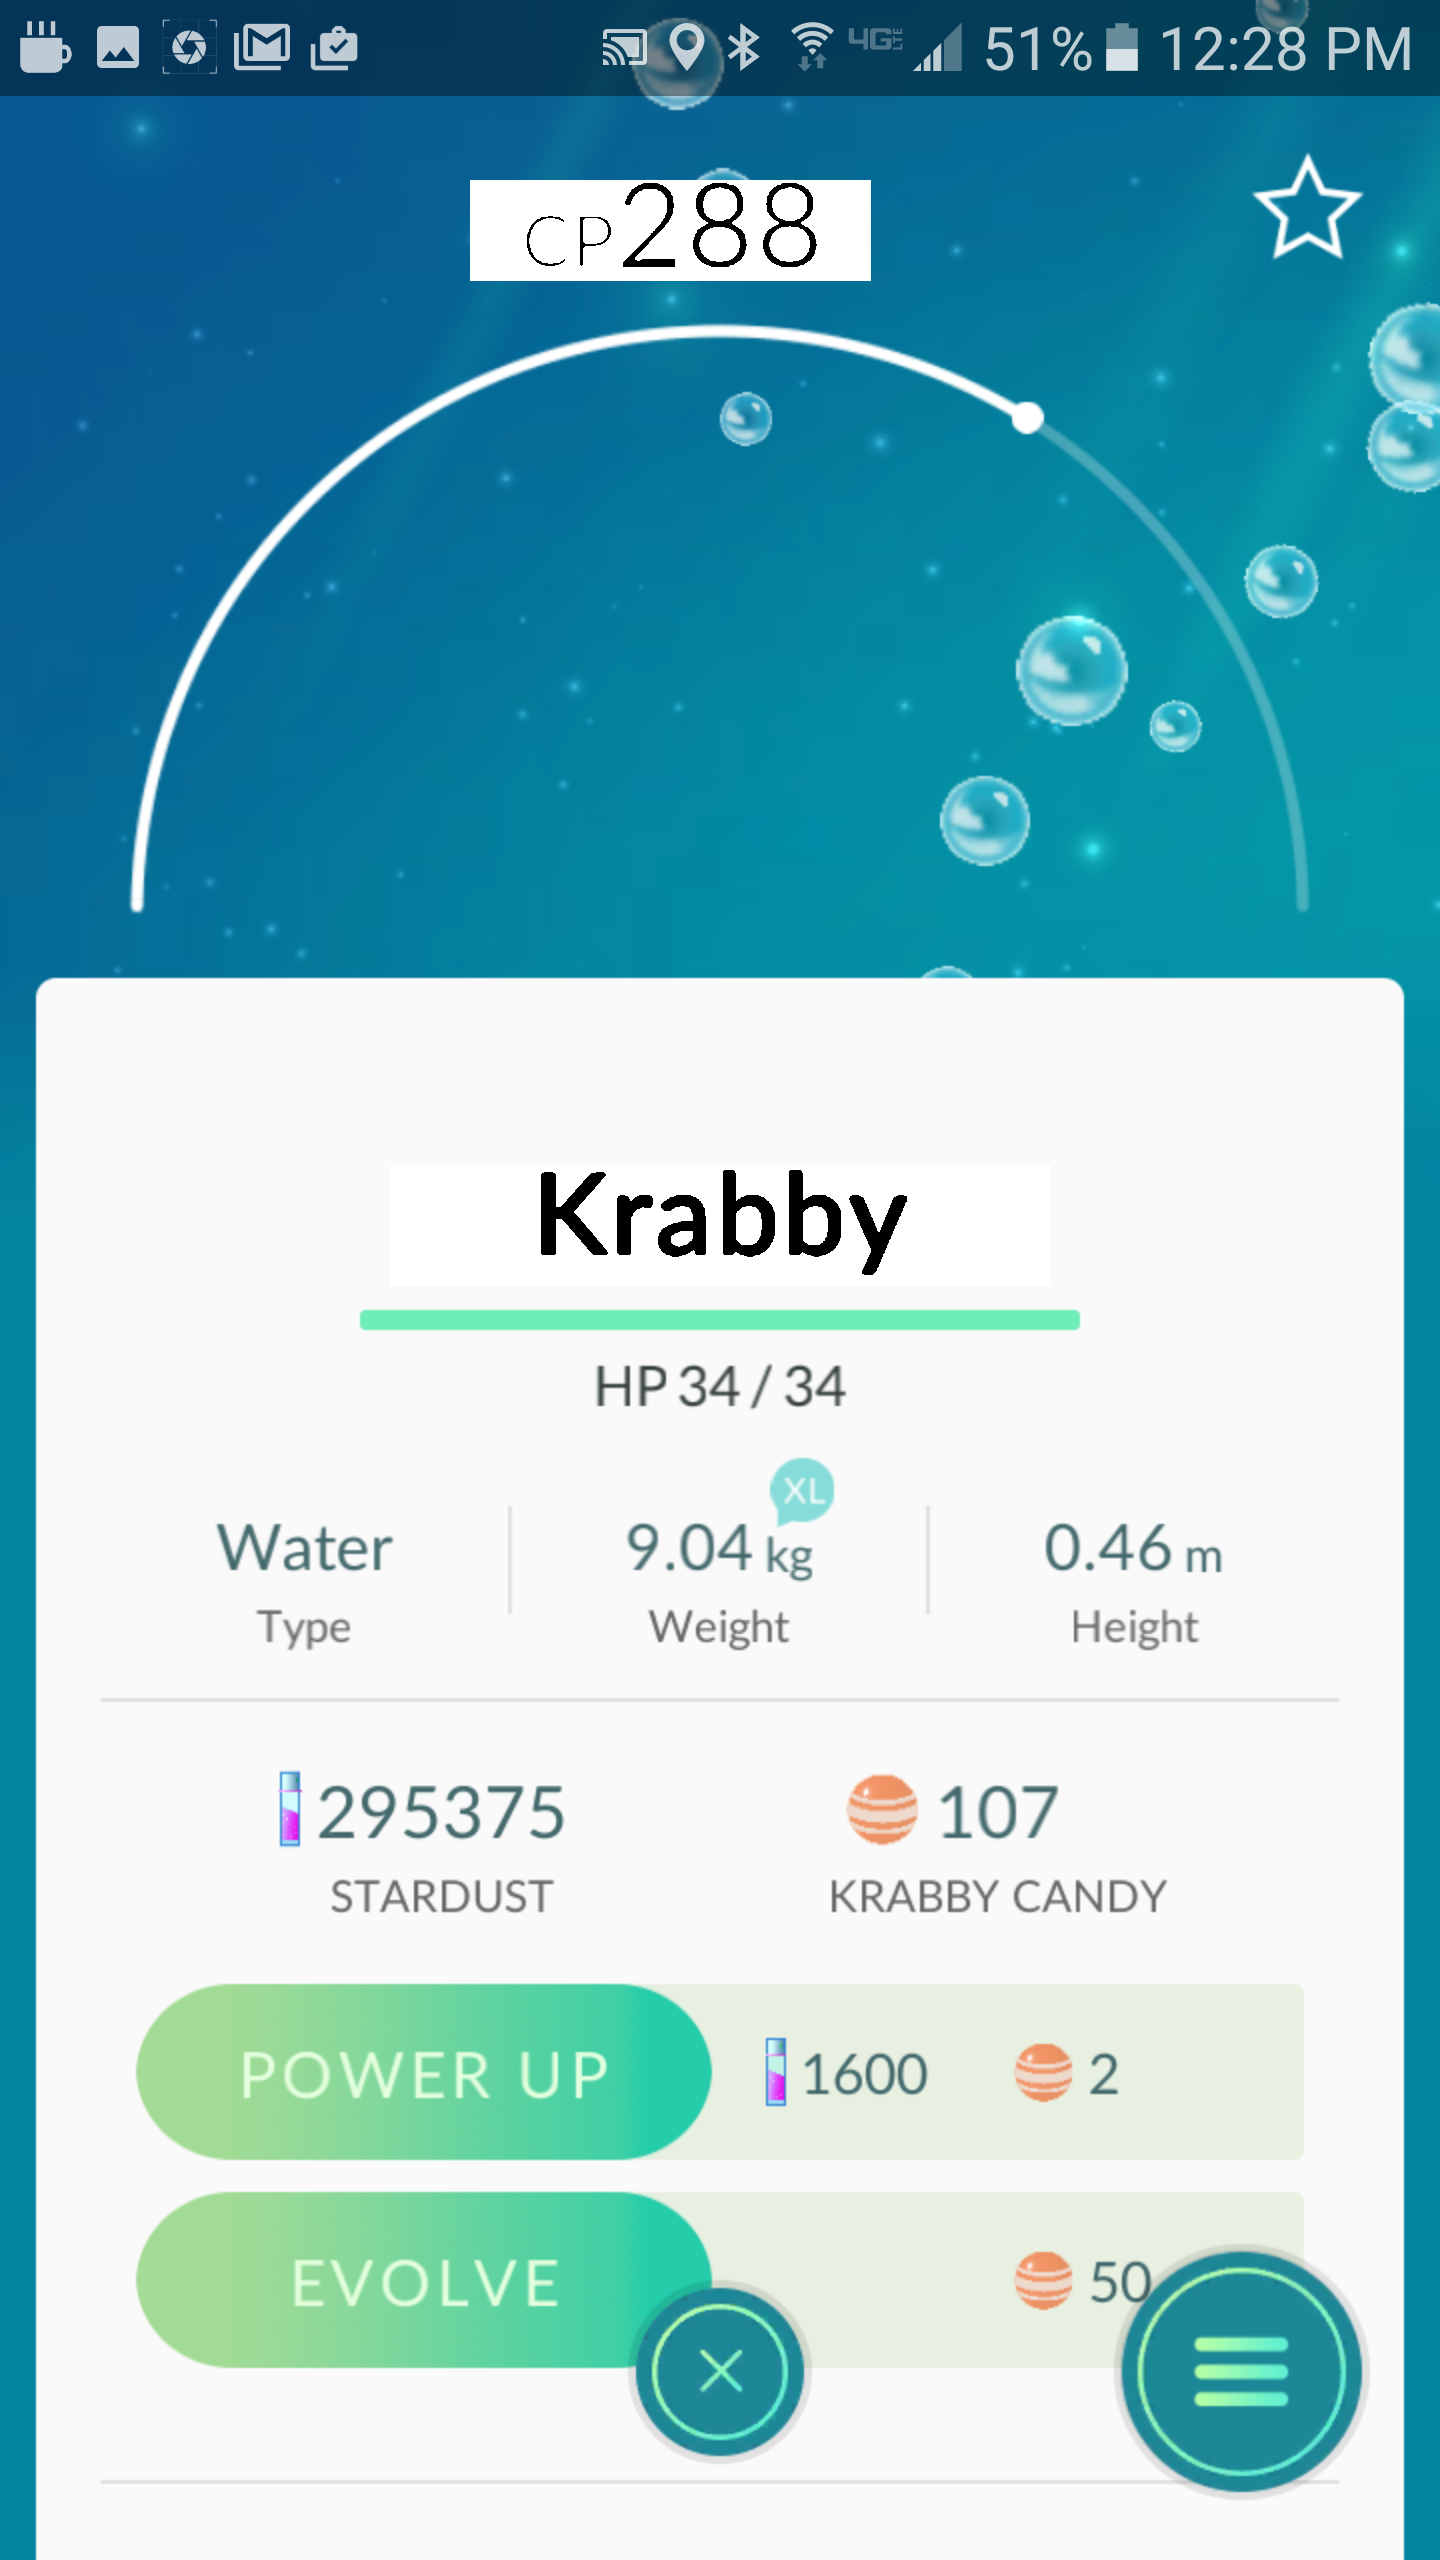 4G LTE 51% 12:28 PM
CP288
Krabby
HP 34 / 34
XL
Water 9.04 kg 0.46 m
Type Weight Height
295375 107
STARDUST KRABBY CANDY
POWER UP 1600 2
EVOLVE 50